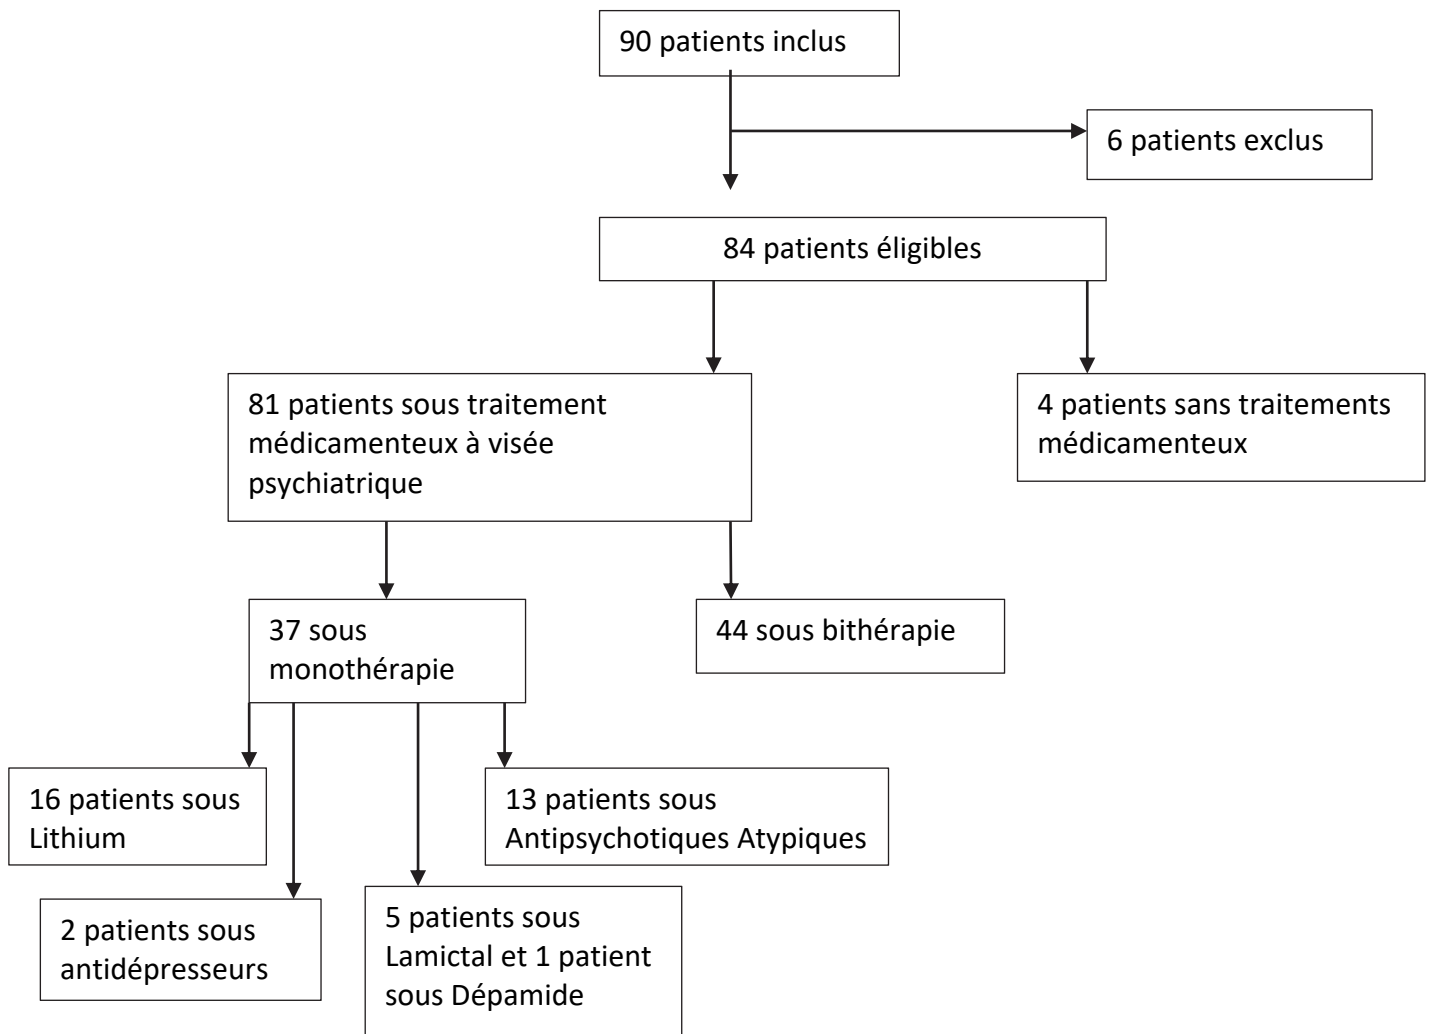 90 patients inclus
6 patients exclus
84 patients éligibles
81 patients sous traitement
médicamenteux à visée
psychiatrique
4 patients sans traitements
médicamenteux
37 sous
monothérapie
44 sous bithérapie
16 patients sous
Lithium
13 patients sous
Antipsychotiques Atypiques
2 patients sous
antidépresseurs
5 patients sous
Lamictal et 1 patient
sous Dépamide